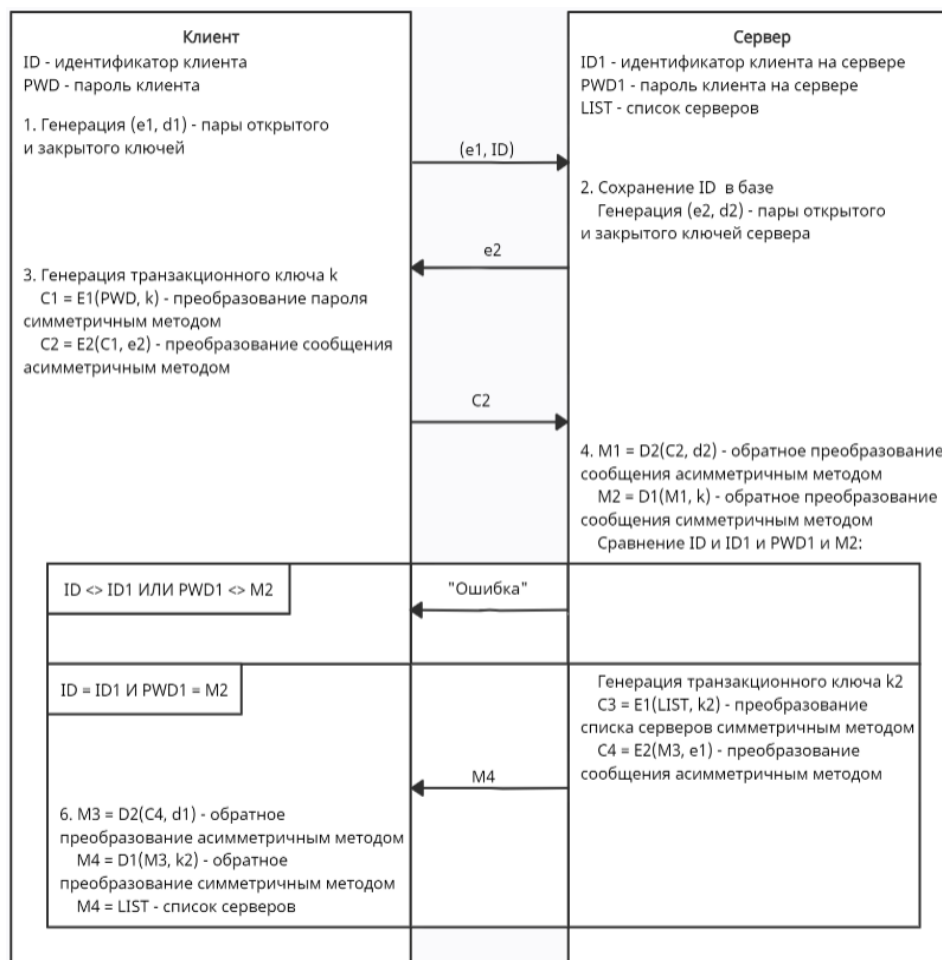 Клиент
ID - идентификатор клиента
PWD - пароль клиента
1. Генерация (e1, d1) - пары открытого
и закрытого ключей
(e1, ID)
Сервер
ID1 - идентификатор клиента на сервере
PWD1 - пароль клиента на сервере
LIST - список серверов
2. Сохранение ID в базе
Генерация (e2, d2) - пары открытого
и закрытого ключей сервера
e2
3. Генерация транзакционного ключа k
C1 = E1(PWD, k) - преобразование пароля
симметричным методом
C2 = E2(C1, e2) - преобразование сообщения
асимметричным методом
C2
4. M1 = D2(C2, d2) - обратное преобразование
сообщения асимметричным методом
M2 = D1(M1, k) - обратное преобразование
сообщения симметричным методом
Сравнение ID и ID1 и PWD1 и M2:
ID <> ID1 ИЛИ PWD1 <> M2
"Ошибка"
ID = ID1 И PWD1 = M2
Генерация транзакционного ключа k2
C3 = E1(LIST, k2) - преобразование
списка серверов симметричным методом
C4 = E2(M3, e1) - преобразование
сообщения асимметричным методом
M4
6. M3 = D2(C4, d1) - обратное
преобразование асимметричным методом
M4 = D1(M3, k2) - обратное
преобразование симметричным методом
M4 = LIST - список серверов